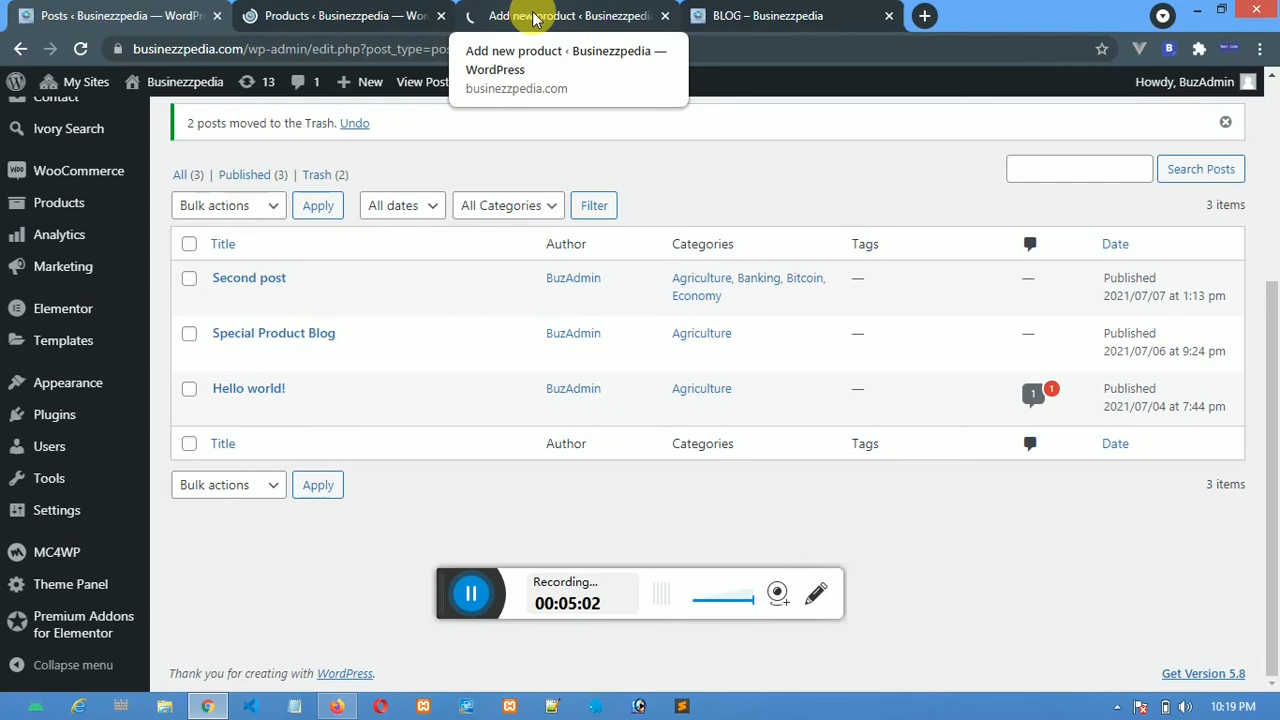 Posts ‹ Businezzpedia — WordPr
Products ‹ Businezzpedia — Wor
Add new product ‹ Businezzpedi
BLOG – Businezzpedia
businezzpedia.com/wp-admin/edit.php?post_type=pos
Add new product ‹ Businezzpedia —
WordPress
businezzpedia.com
My Sites
Businezzpedia
13
1
New
View Post
Howdy, BuzAdmin
Contact
Ivory Search
WooCommerce
Products
Analytics
Marketing
Elementor
Templates
Appearance
Plugins
Users
Tools
Settings
MC4WP
Theme Panel
Premium Addons
for Elementor
Collapse menu
2 posts moved to the Trash. Undo
All (3) | Published (3) | Trash (2)
Search Posts
Bulk actions
Apply
All dates
All Categories
Filter
3 items
Title
Author
Categories
Tags
Date
Second post
BuzAdmin
Agriculture, Banking, Bitcoin,
Economy
—
—
Published
2021/07/07 at 1:13 pm
Special Product Blog
BuzAdmin
Agriculture
—
—
Published
2021/07/06 at 9:24 pm
Hello world!
BuzAdmin
Agriculture
—
1
1
Published
2021/07/04 at 7:44 pm
Title
Author
Categories
Tags
Date
Bulk actions
Apply
3 items
Recording...
00:05:02
Thank you for creating with WordPress.
Get Version 5.8
10:19 PM